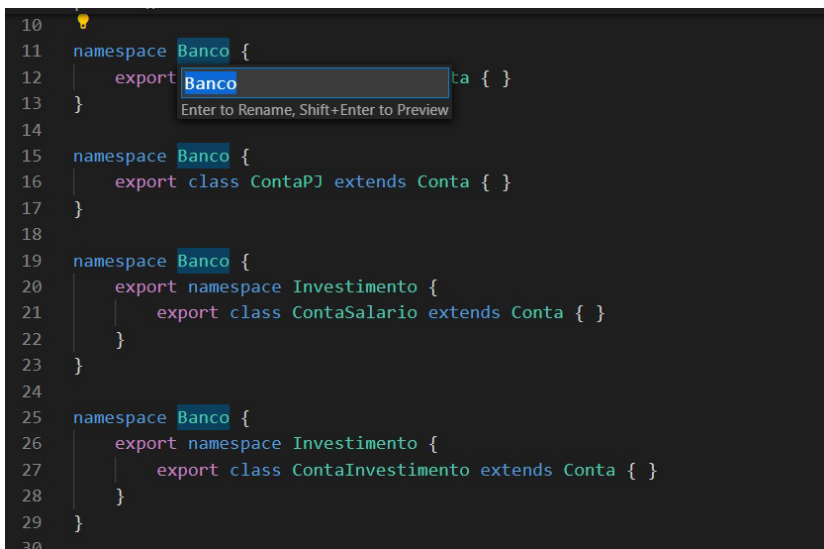 10
11 namespace Banco {
12 export ta { }
Banco
13 }
Enter to Rename, Shift+Enter to Preview
14
15 namespace Banco {
16 export class ContaPJ extends Conta { }
17 }
18
19 namespace Banco {
20 export namespace Investimento {
21 export class ContaSalario extends Conta { }
22 }
23 }
24
25 namespace Banco {
26 export namespace Investimento {
27 export class ContaInvestimento extends Conta { }
28 }
29 }
30